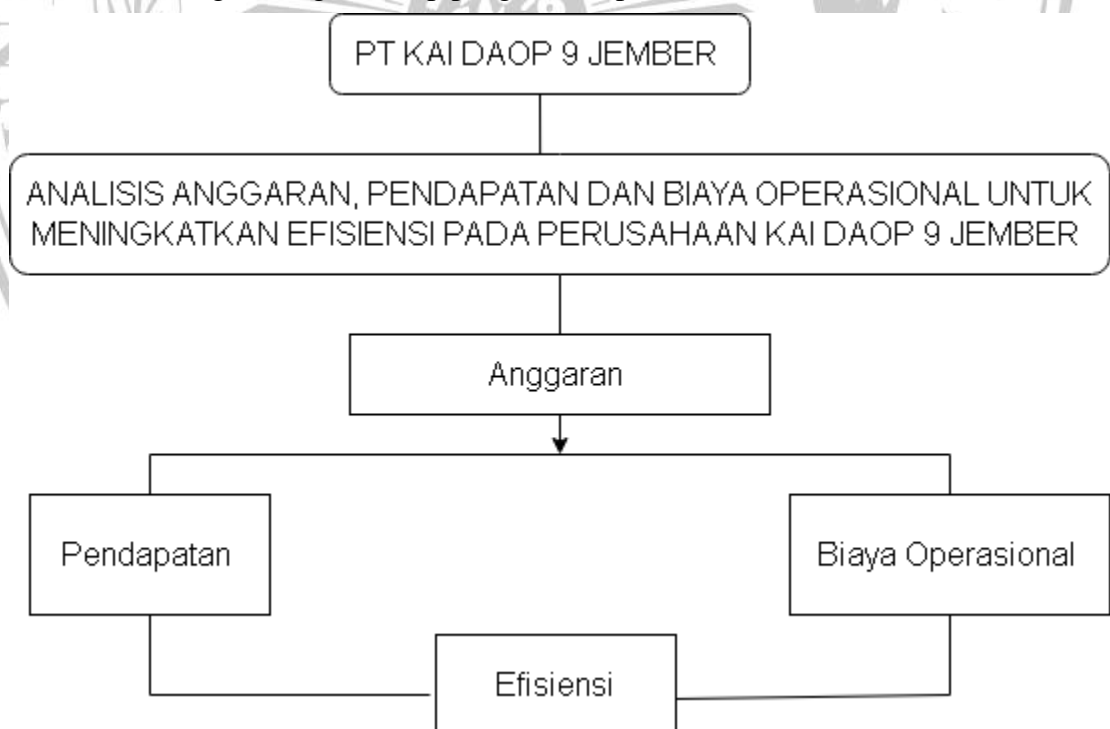 PT KAI DAOP 9 JEMBER
ANALISIS ANGGARAN, PENDAPATAN DAN BIAYA OPERASIONAL UNTUK
MENINGKATKAN EFISIENSI PADA PERUSAHAAN KAI DAOP 9 JEMBER
Anggaran
Pendapatan
Biaya Operasional
Efisiensi